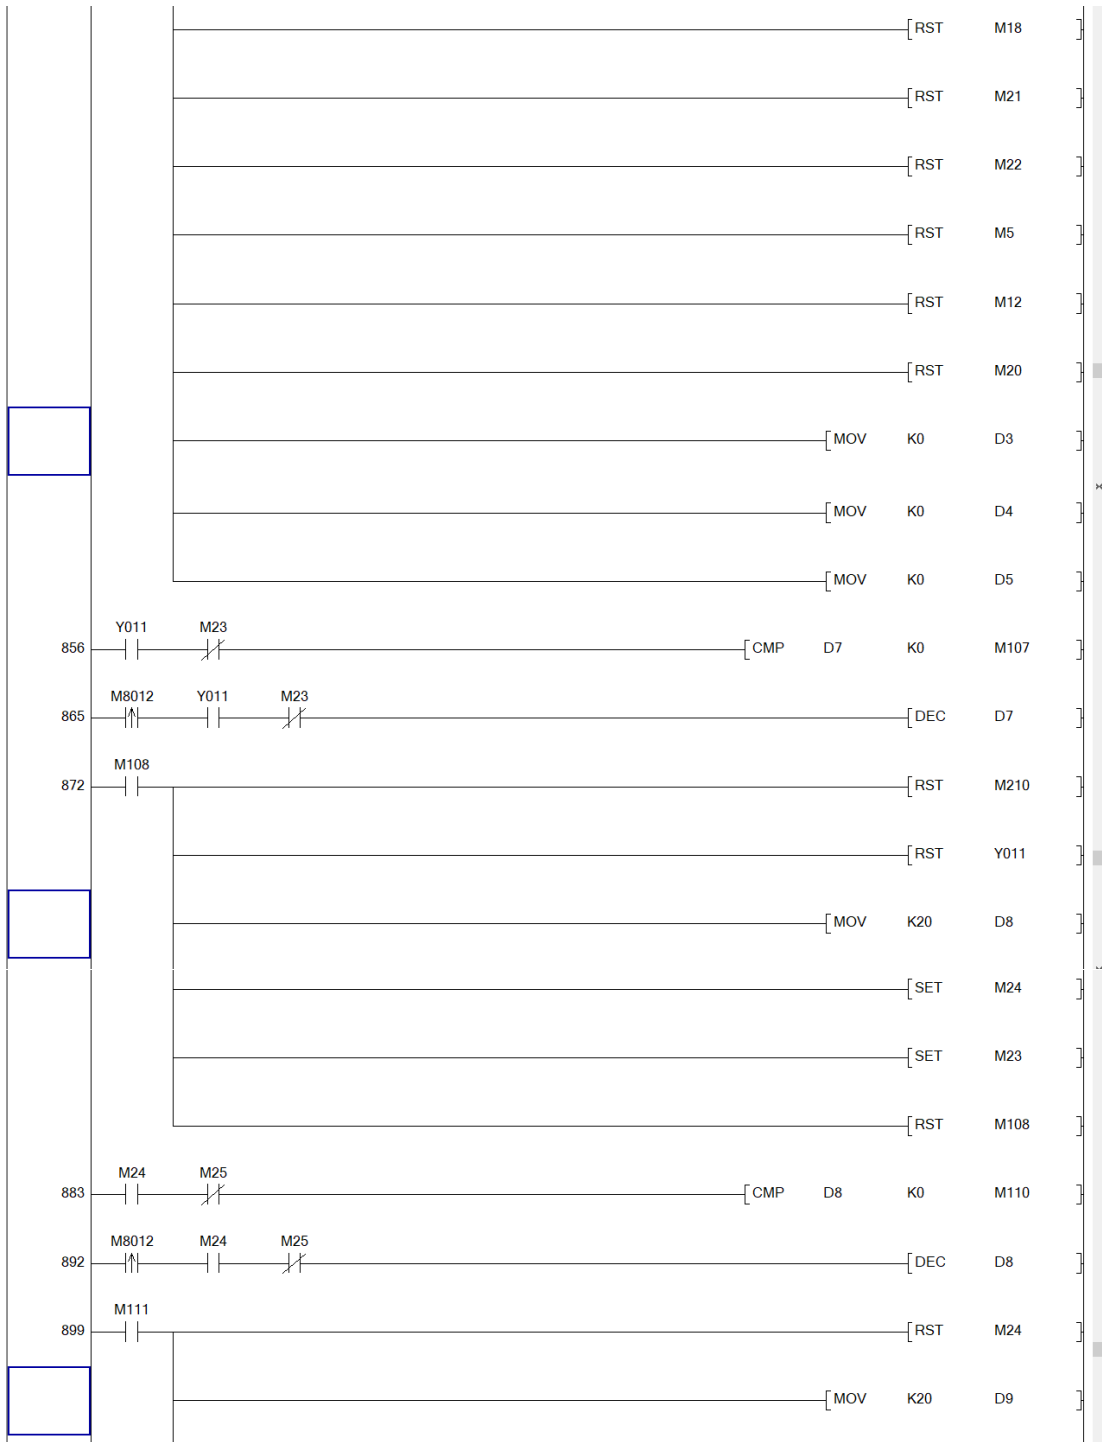 RST M18
RST M21
RST M22
RST M5
RST M12
RST M20
MOV K0 D3
MOV K0 D4
MOV K0 D5
Y011 M23
856 CMP D7 K0 M107
M8012 Y011 M23
865 DEC D7
M108
872 RST M210
RST Y011
MOV K20 D8
SET M24
SET M23
RST M108
M24 M25
883 CMP D8 K0 M110
M8012 M24 M25
892 DEC D8
M111
899 RST M24
MOV K20 D9